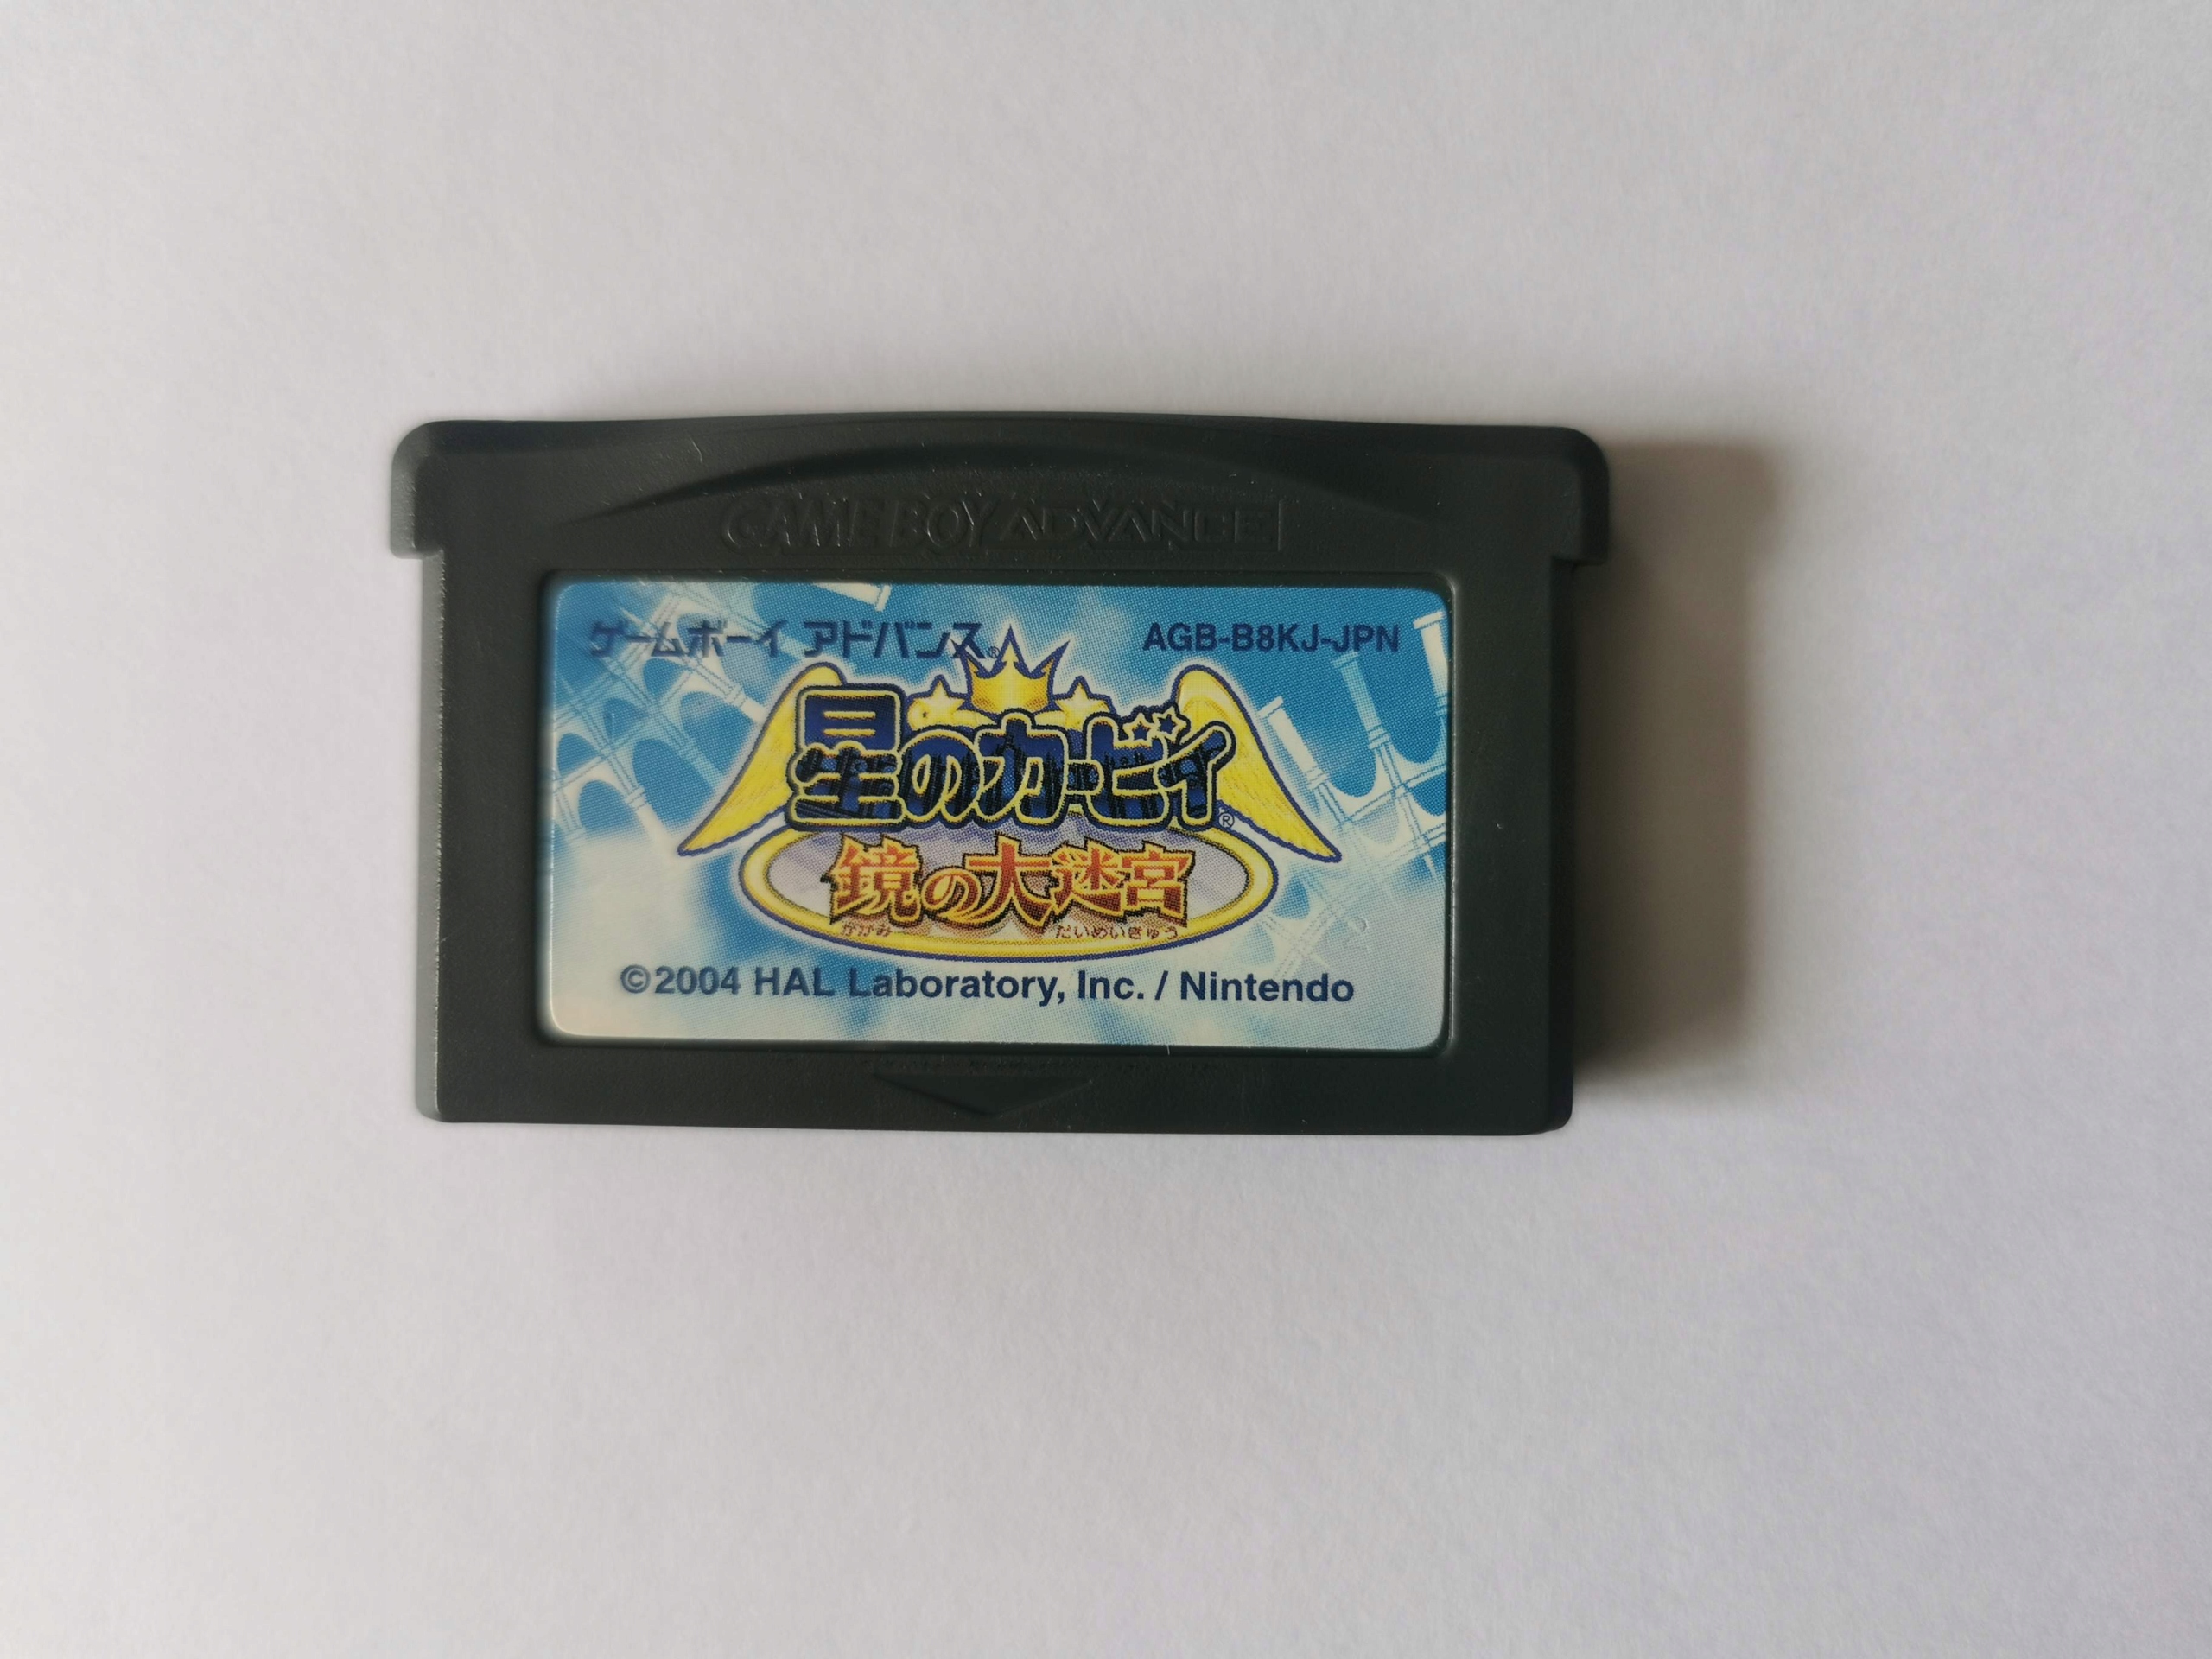 GAME BOY ADVANCE
ゲームボーイ アドバンス® AGB-B8KJ-JPN
星のカービィ®
鏡の大迷宮
かがみ だいめいきゅう
©2004 HAL Laboratory, Inc. / Nintendo